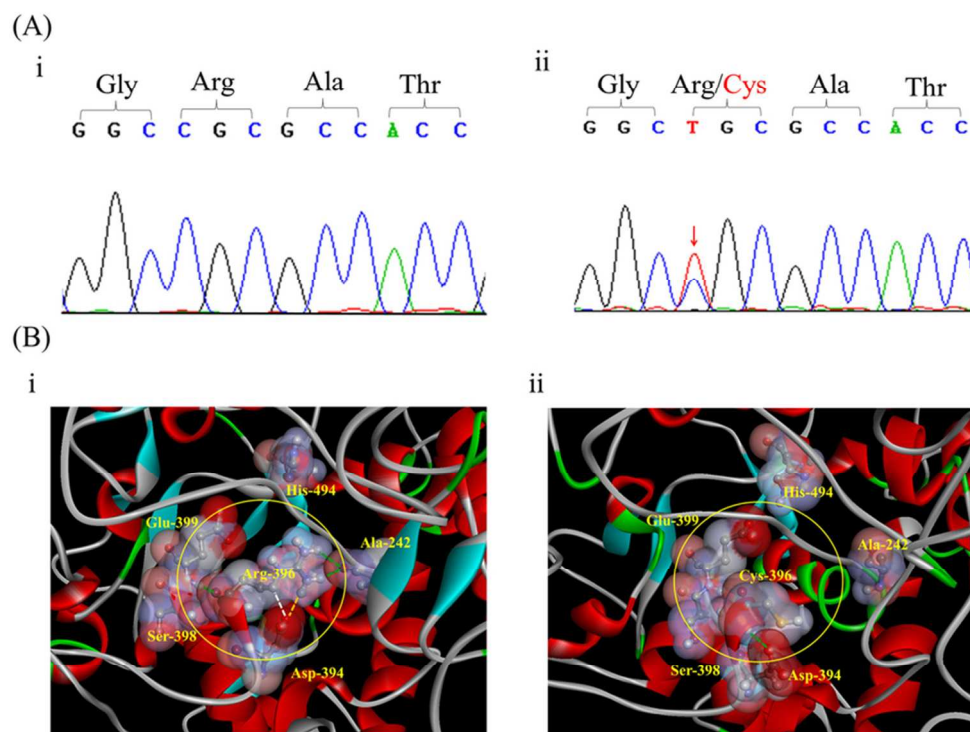 (A)
i
ii
Gly Arg Ala Thr
Gly Arg/Cys Ala Thr
G G C C G C G C C A C C
G G C T G C G C C A C C
(B)
i
ii
His-494
Glu-399
Ala-242
Arg-396
Ser-398
Asp-394
His-494
Glu-399
Ala-242
Cys-396
Ser-398
Asp-394